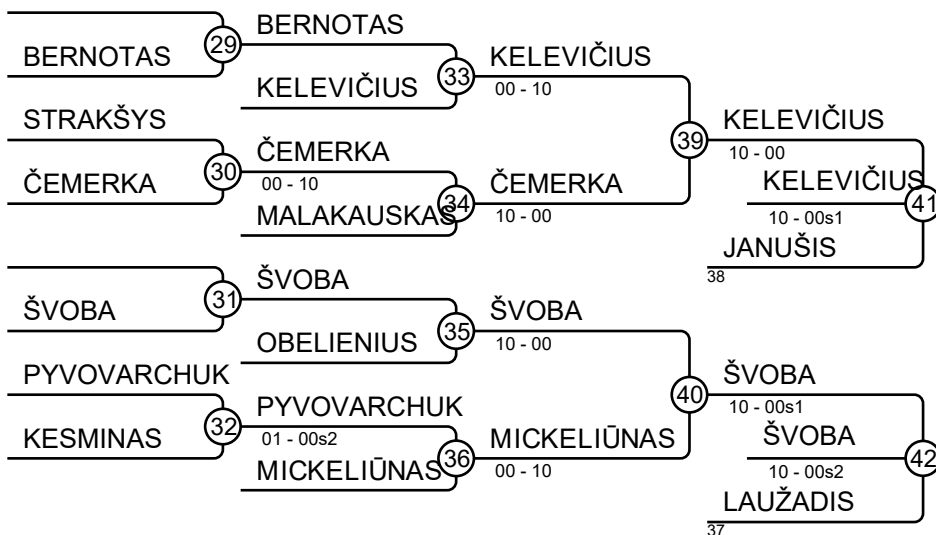 BERNOTAS
29
BERNOTAS
KELEVIČIUS
33
KELEVIČIUS
00 - 10
STRAKŠYS
ČEMERKA
30
ČEMERKA
00 - 10
MALAKAUSKAS
34
ČEMERKA
10 - 00
39
KELEVIČIUS
10 - 00
KELEVIČIUS
10 - 00s1
41
JANUŠIS
38
ŠVOBA
31
ŠVOBA
OBELIENIUS
35
ŠVOBA
10 - 00
PYVOVARCHUK
KESMINAS
32
PYVOVARCHUK
01 - 00s2
MICKELIŪNAS
36
MICKELIŪNAS
00 - 10
40
ŠVOBA
10 - 00s1
ŠVOBA
10 - 00s2
42
LAUŽADIS
37